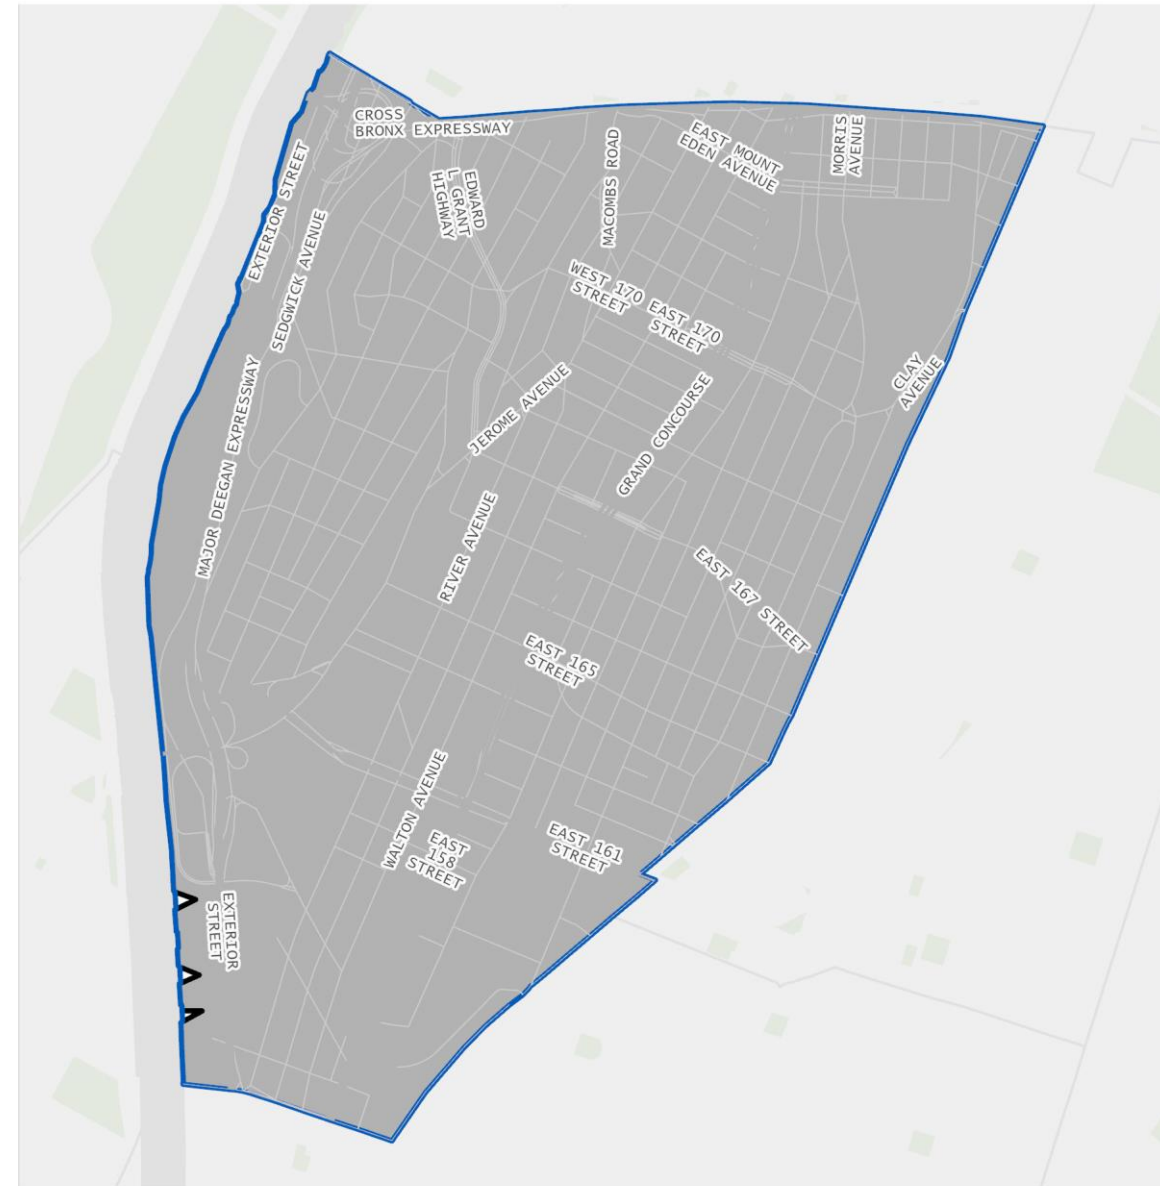 CROSS
BRONX EXPRESSWAY
EAST MOUNT
EDEN AVENUE
MORRIS
AVENUE
MACOMBS ROAD
EDWARD
L GRANT
HIGHWAY
EXTERIOR STREET
SEDGWICK AVENUE
WEST 170
STREET
EAST 170
STREET
CLAY
AVENUE
JEROME AVENUE
GRAND CONCOURSE
MAJOR DEEGAN EXPRESSWAY
RIVER AVENUE
EAST 167 STREET
EAST 165
STREET
WALTON AVENUE
EAST
158
STREET
EAST 161
STREET
EXTERIOR
STREET